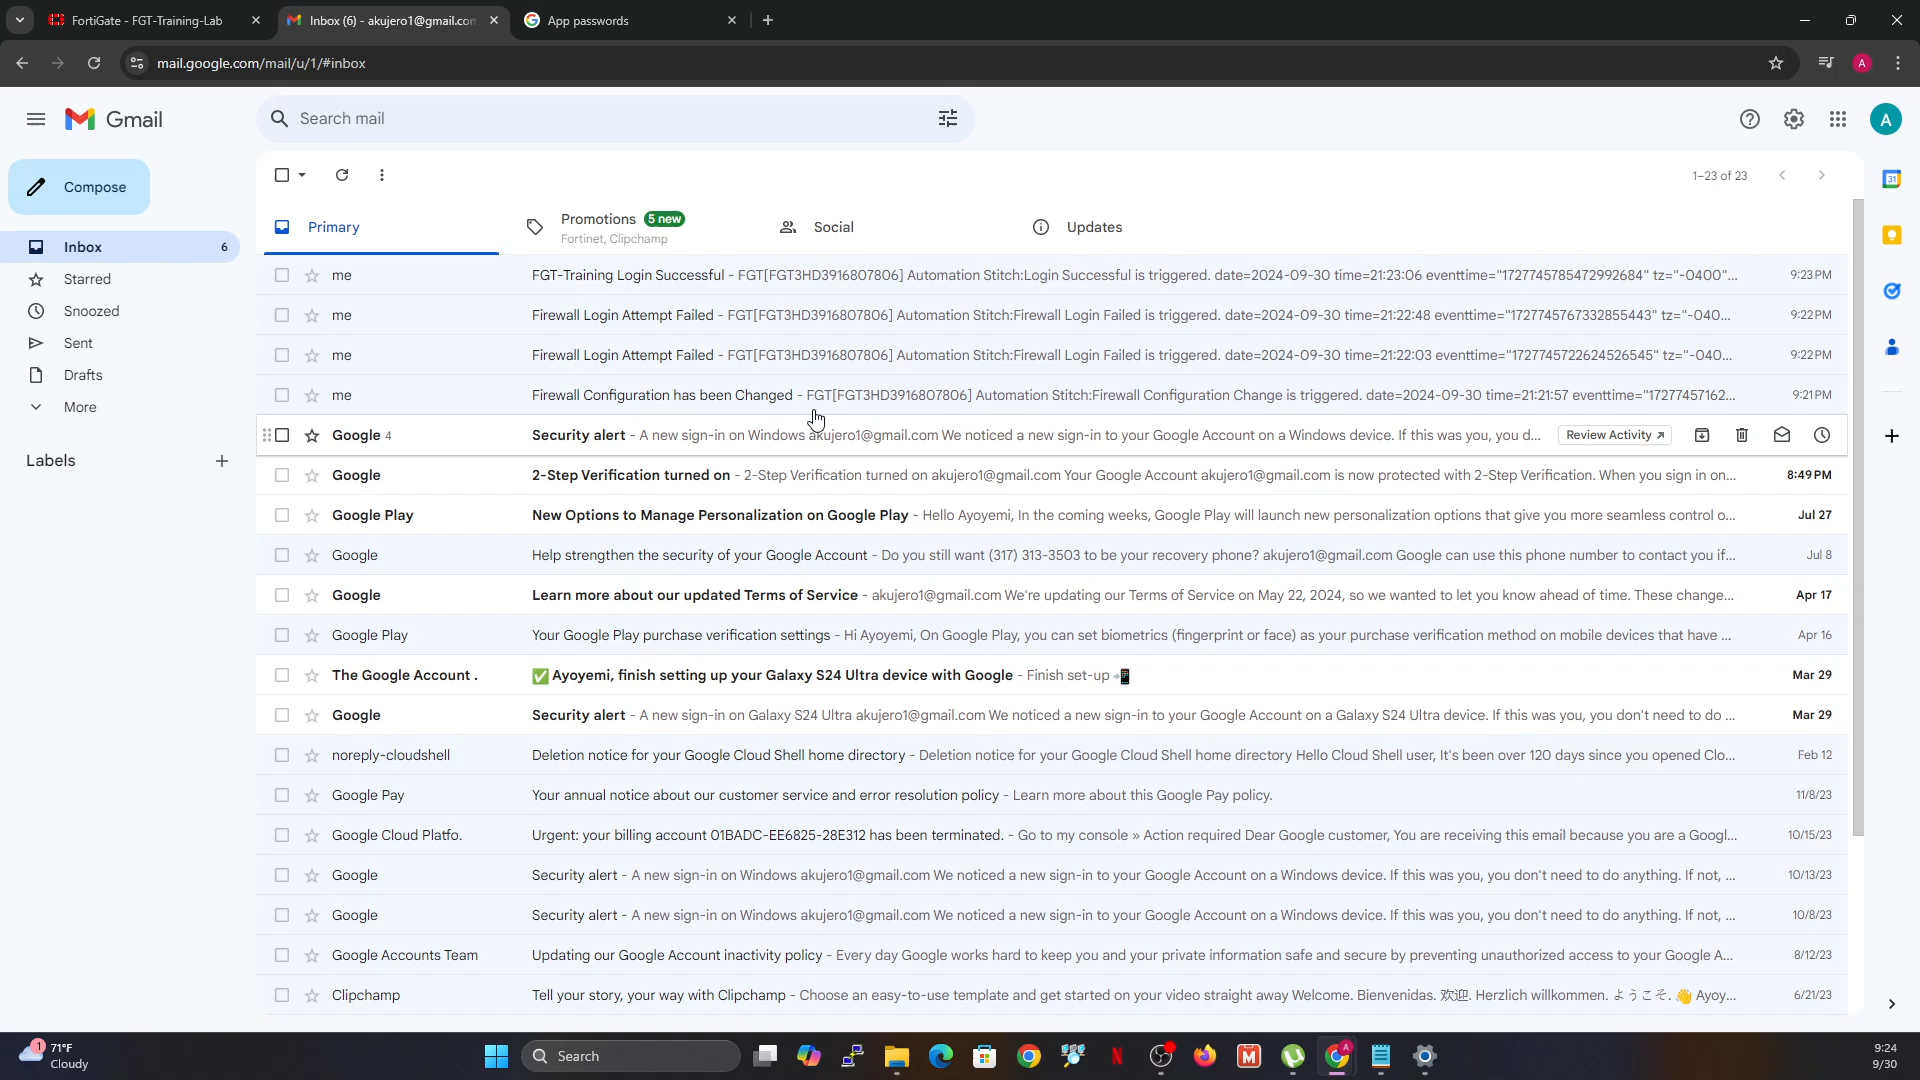 FortiGate - FGT-Training-Lab
Inbox (6) - akujero1@gmail.con
App passwords
mail.google.com/mail/u/1/#inbox
A
Gmail
Search mail
A
Compose
1–23 of 23
Primary
Promotions 5 new
Fortinet, Clipchamp
Social
Updates
31
Inbox 6
Starred
Snoozed
Sent
Drafts
More
Labels
me FGT-Training Login Successful - FGT[FGT3HD3916807806] Automation Stitch:Login Successful is triggered. date=2024-09-30 time=21:23:06 eventtime="1727745785472992684" tz="-0400"... 9:23 PM
me Firewall Login Attempt Failed - FGT[FGT3HD3916807806] Automation Stitch:Firewall Login Failed is triggered. date=2024-09-30 time=21:22:48 eventtime="1727745767332855443" tz="-040... 9:22 PM
me Firewall Login Attempt Failed - FGT[FGT3HD3916807806] Automation Stitch:Firewall Login Failed is triggered. date=2024-09-30 time=21:22:03 eventtime="1727745722624526545" tz="-040... 9:22 PM
me Firewall Configuration has been Changed - FGT[FGT3HD3916807806] Automation Stitch:Firewall Configuration Change is triggered. date=2024-09-30 time=21:21:57 eventtime="17277457162... 9:21 PM
Google 4 Security alert - A new sign-in on Windows akujero1@gmail.com We noticed a new sign-in to your Google Account on a Windows device. If this was you, you d... Review Activity
Google 2-Step Verification turned on - 2-Step Verification turned on akujero1@gmail.com Your Google Account akujero1@gmail.com is now protected with 2-Step Verification. When you sign in on... 8:49 PM
Google Play New Options to Manage Personalization on Google Play - Hello Ayoyemi, In the coming weeks, Google Play will launch new personalization options that give you more seamless control o... Jul 27
Google Help strengthen the security of your Google Account - Do you still want (317) 313-3503 to be your recovery phone? akujero1@gmail.com Google can use this phone number to contact you if... Jul 8
Google Learn more about our updated Terms of Service - akujero1@gmail.com We're updating our Terms of Service on May 22, 2024, so we wanted to let you know ahead of time. These change... Apr 17
Google Play Your Google Play purchase verification settings - Hi Ayoyemi, On Google Play, you can set biometrics (fingerprint or face) as your purchase verification method on mobile devices that have ... Apr 16
The Google Account . ✅ Ayoyemi, finish setting up your Galaxy S24 Ultra device with Google - Finish set-up 📲 Mar 29
Google Security alert - A new sign-in on Galaxy S24 Ultra akujero1@gmail.com We noticed a new sign-in to your Google Account on a Galaxy S24 Ultra device. If this was you, you don't need to do ... Mar 29
noreply-cloudshell Deletion notice for your Google Cloud Shell home directory - Deletion notice for your Google Cloud Shell home directory Hello Cloud Shell user, It's been over 120 days since you opened Clo... Feb 12
Google Pay Your annual notice about our customer service and error resolution policy - Learn more about this Google Pay policy. 11/8/23
Google Cloud Platfo. Urgent: your billing account 01BADC-EE6825-28E312 has been terminated. - Go to my console » Action required Dear Google customer, You are receiving this email because you are a Googl... 10/15/23
Google Security alert - A new sign-in on Windows akujero1@gmail.com We noticed a new sign-in to your Google Account on a Windows device. If this was you, you don't need to do anything. If not, ... 10/13/23
Google Security alert - A new sign-in on Windows akujero1@gmail.com We noticed a new sign-in to your Google Account on a Windows device. If this was you, you don't need to do anything. If not, ... 10/8/23
Google Accounts Team Updating our Google Account inactivity policy - Every day Google works hard to keep you and your private information safe and secure by preventing unauthorized access to your Google A... 8/12/23
Clipchamp Tell your story, your way with Clipchamp - Choose an easy-to-use template and get started on your video straight away Welcome. Bienvenidas. 欢迎. Herzlich willkommen. ようこそ. 👋 Ayoy... 6/21/23
1
71°F
Cloudy
Search
9:24
9/30